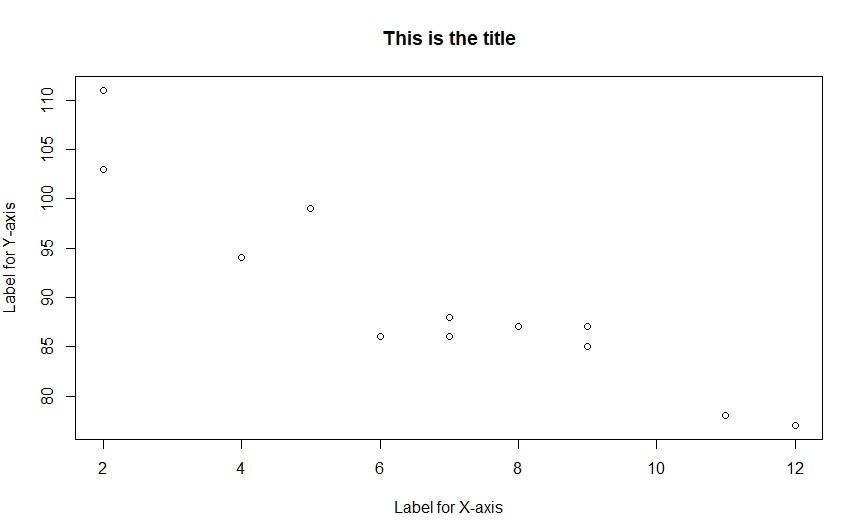 This is the title
Label for Y-axis
110
105
100
95
90
85
80
2 4 6 8 10 12
Label for X-axis